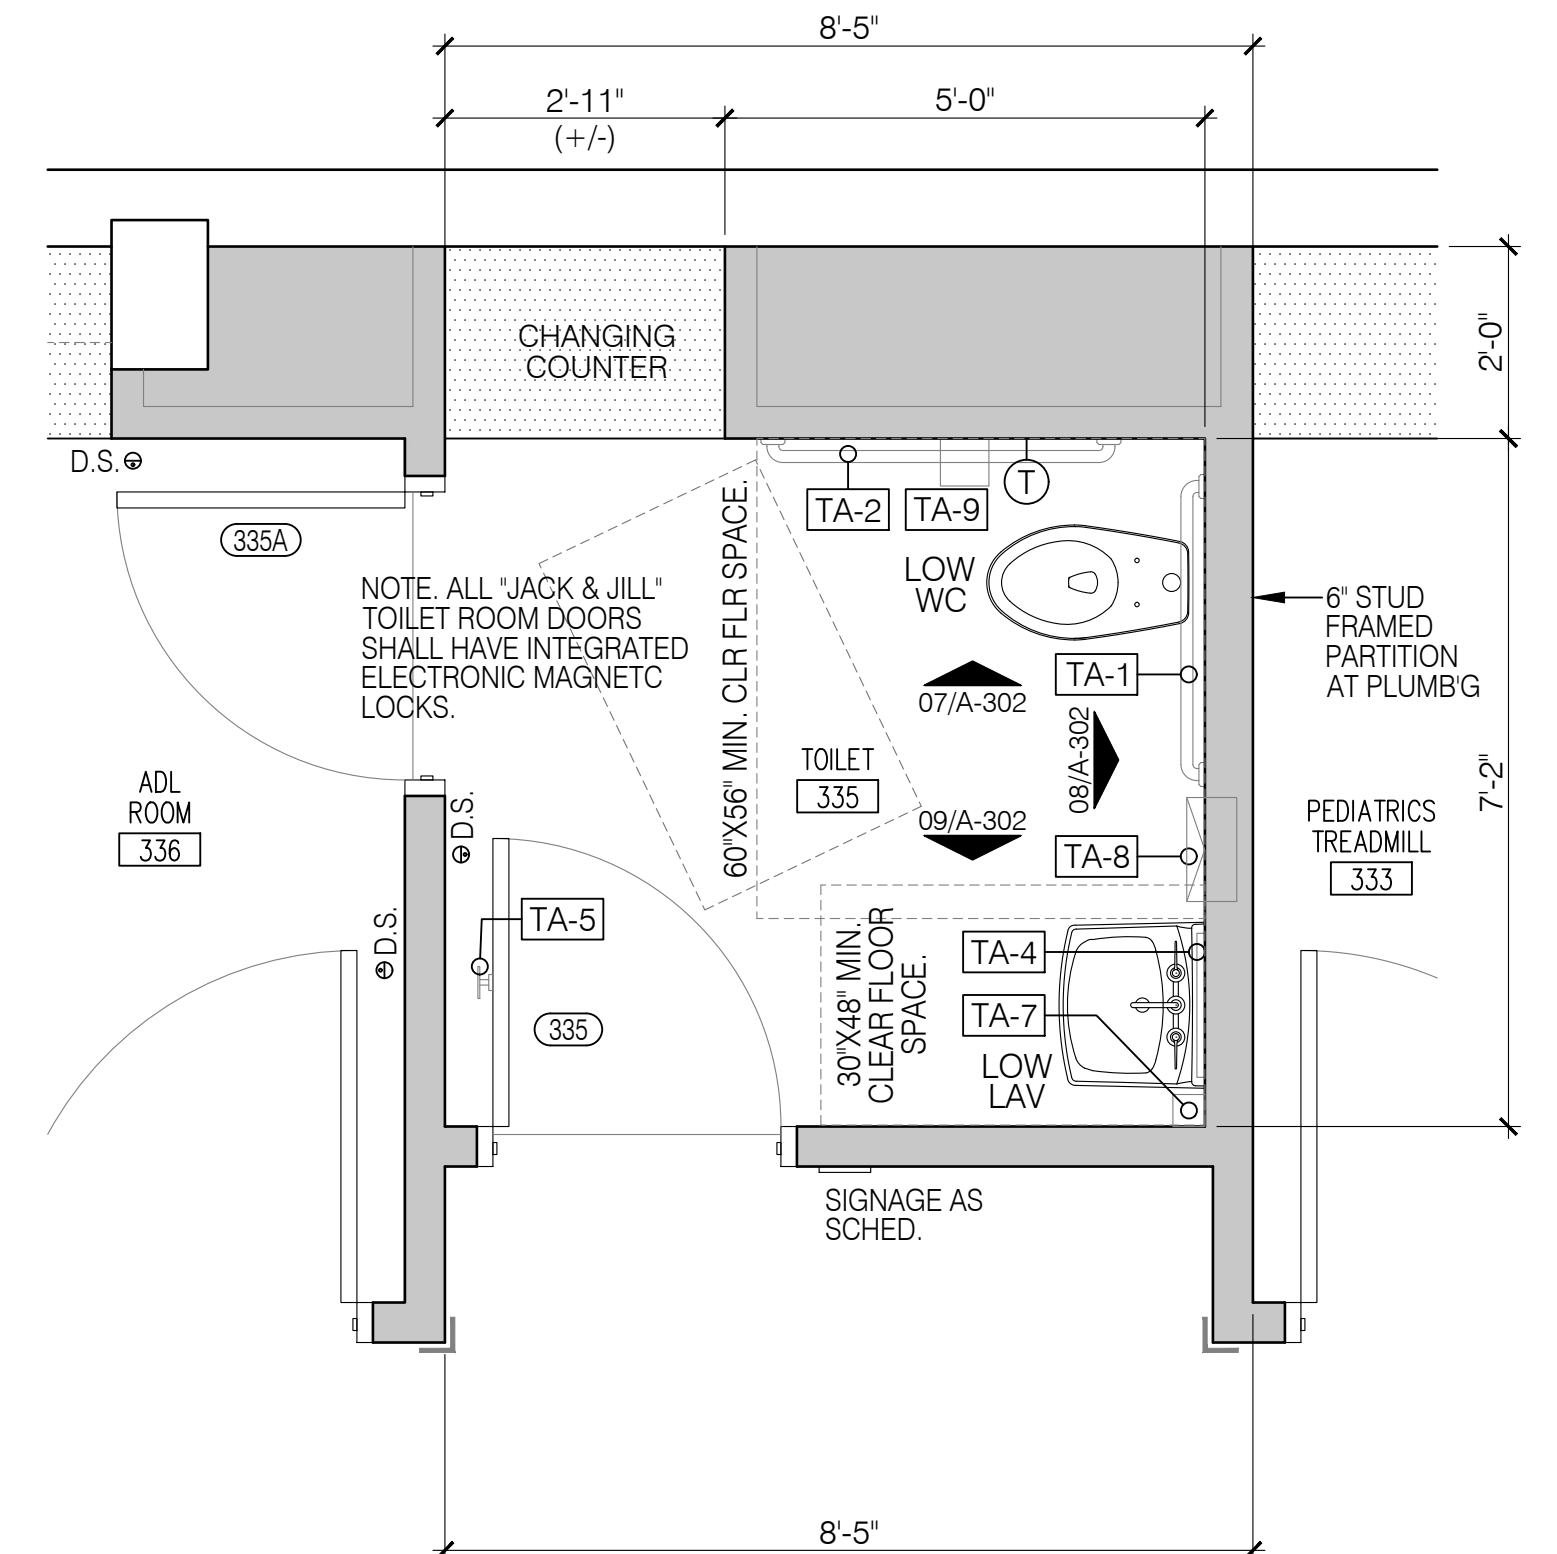 8'-5"
2'-11"
(+/-)
5'-0"
CHANGING
COUNTER
2'-0"
D.S.
TA-2
TA-9
T
335A
LOW
WC
NOTE. ALL "JACK & JILL"
TOILET ROOM DOORS
SHALL HAVE INTEGRATED
ELECTRONIC MAGNETC
LOCKS.
60"X56" MIN. CLR FLR SPACE.
6" STUD
FRAMED
PARTITION
AT PLUMB'G
TA-1
07/A-302
08/A-302
TOILET
335
7'-2"
ADL
ROOM
336
D.S.
09/A-302
TA-8
PEDIATRICS
TREADMILL
333
D.S.
TA-5
30"X48" MIN.
CLEAR FLOOR
SPACE.
TA-4
TA-7
335
LOW
LAV
SIGNAGE AS
SCHED.
8'-5"